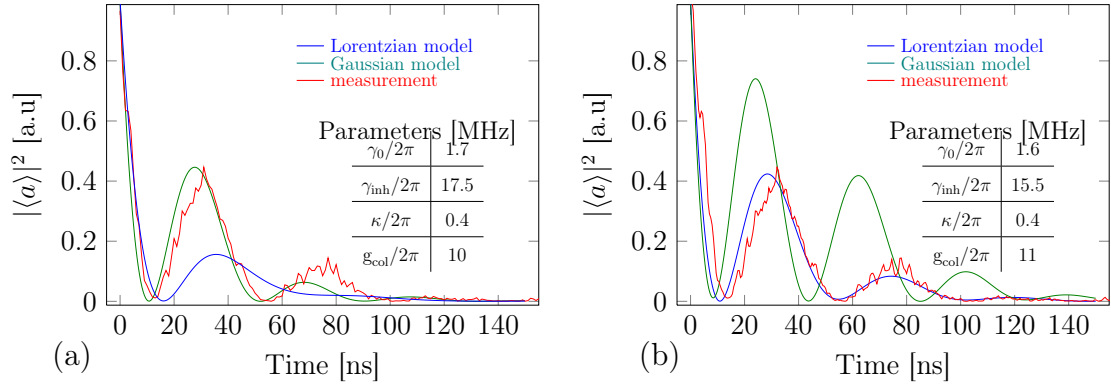 0.8
0.6
0.4
0.2
0
0 20 40 60 80 100 120 140
|⟨a⟩|² [a.u]
Time [ns]
(a)
Lorentzian model
Gaussian model
measurement
Parameters [MHz]
γ₀/2π 1.7
γ_inh/2π 17.5
κ/2π 0.4
g_col/2π 10
0.8
0.6
0.4
0.2
0
0 20 40 60 80 100 120 140
|⟨a⟩|² [a.u
Time [ns]
(b)
Lorentzian model
Gaussian model
measurement
Parameters [MHz]
γ₀/2π 1.6
γ_inh/2π 15.5
κ/2π 0.4
g_col/2π 11